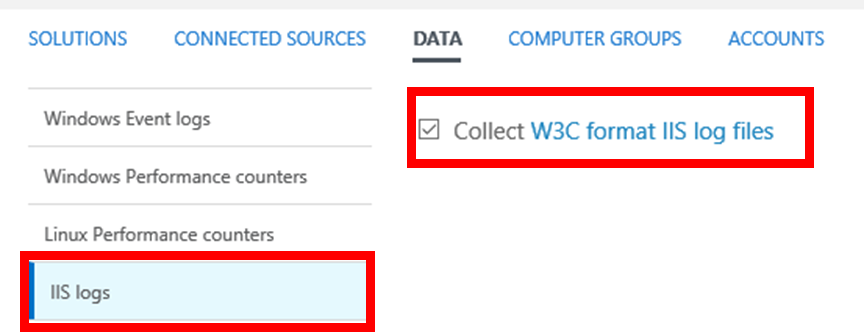 SOLUTIONS CONNECTED SOURCES DATA COMPUTER GROUPS ACCOUNTS
Windows Event logs
Windows Performance counters
Linux Performance counters
IIS logs
Collect W3C format IIS log files